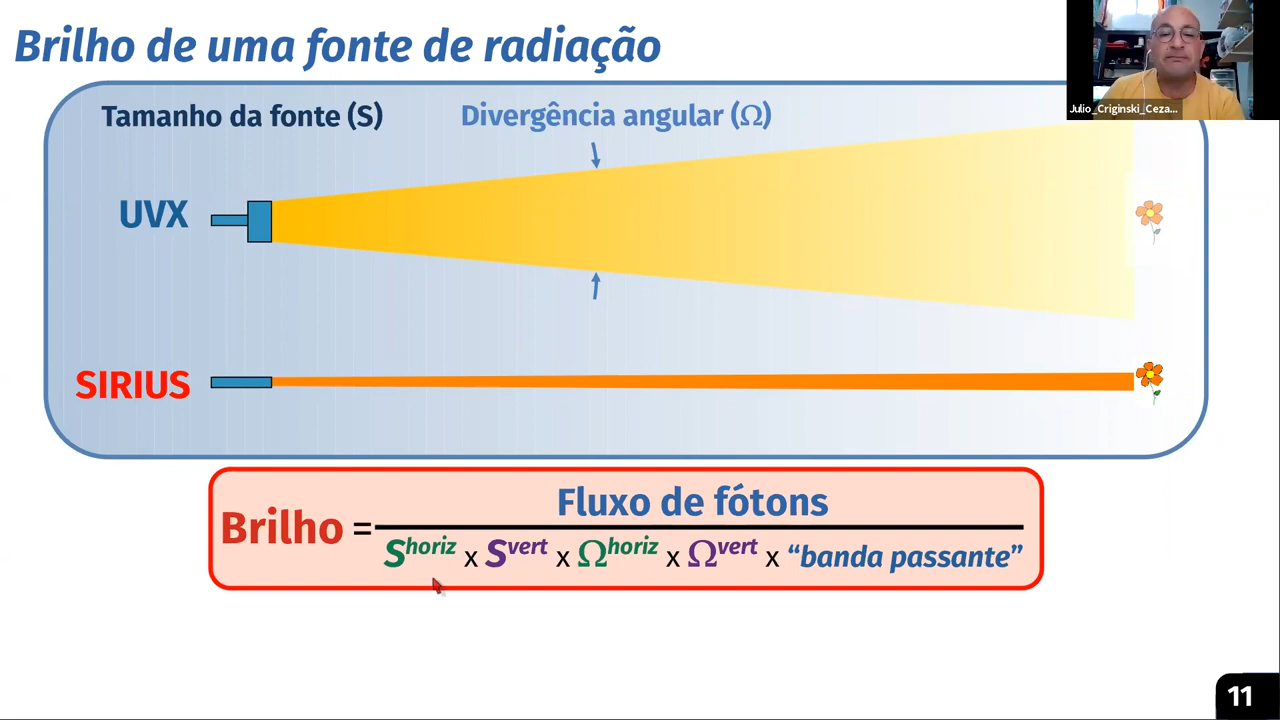 Brilho de uma fonte de radiação
Julio_Criginski_Ceza...
Tamanho da fonte (S)
Divergência angular (Ω)
UVX
SIRIUS
Brilho =
Fluxo de fótons
S^horiz x S^vert x Ω^horiz x Ω^vert x “banda passante”
11